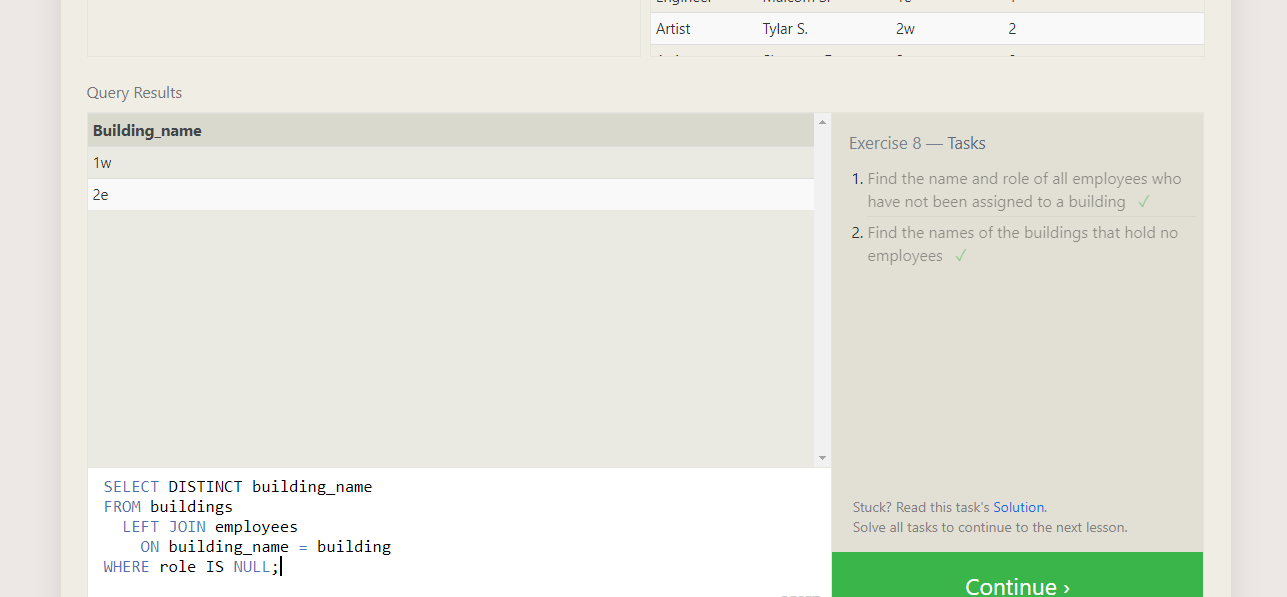 Artist Tylar S. 2w 2
Query Results
Building_name
1w
2e
Exercise 8 — Tasks
1. Find the name and role of all employees who
have not been assigned to a building ✓
2. Find the names of the buildings that hold no
employees ✓
SELECT DISTINCT building_name
FROM buildings
LEFT JOIN employees
ON building_name = building
WHERE role IS NULL;
Stuck? Read this task's Solution.
Solve all tasks to continue to the next lesson.
Continue ›